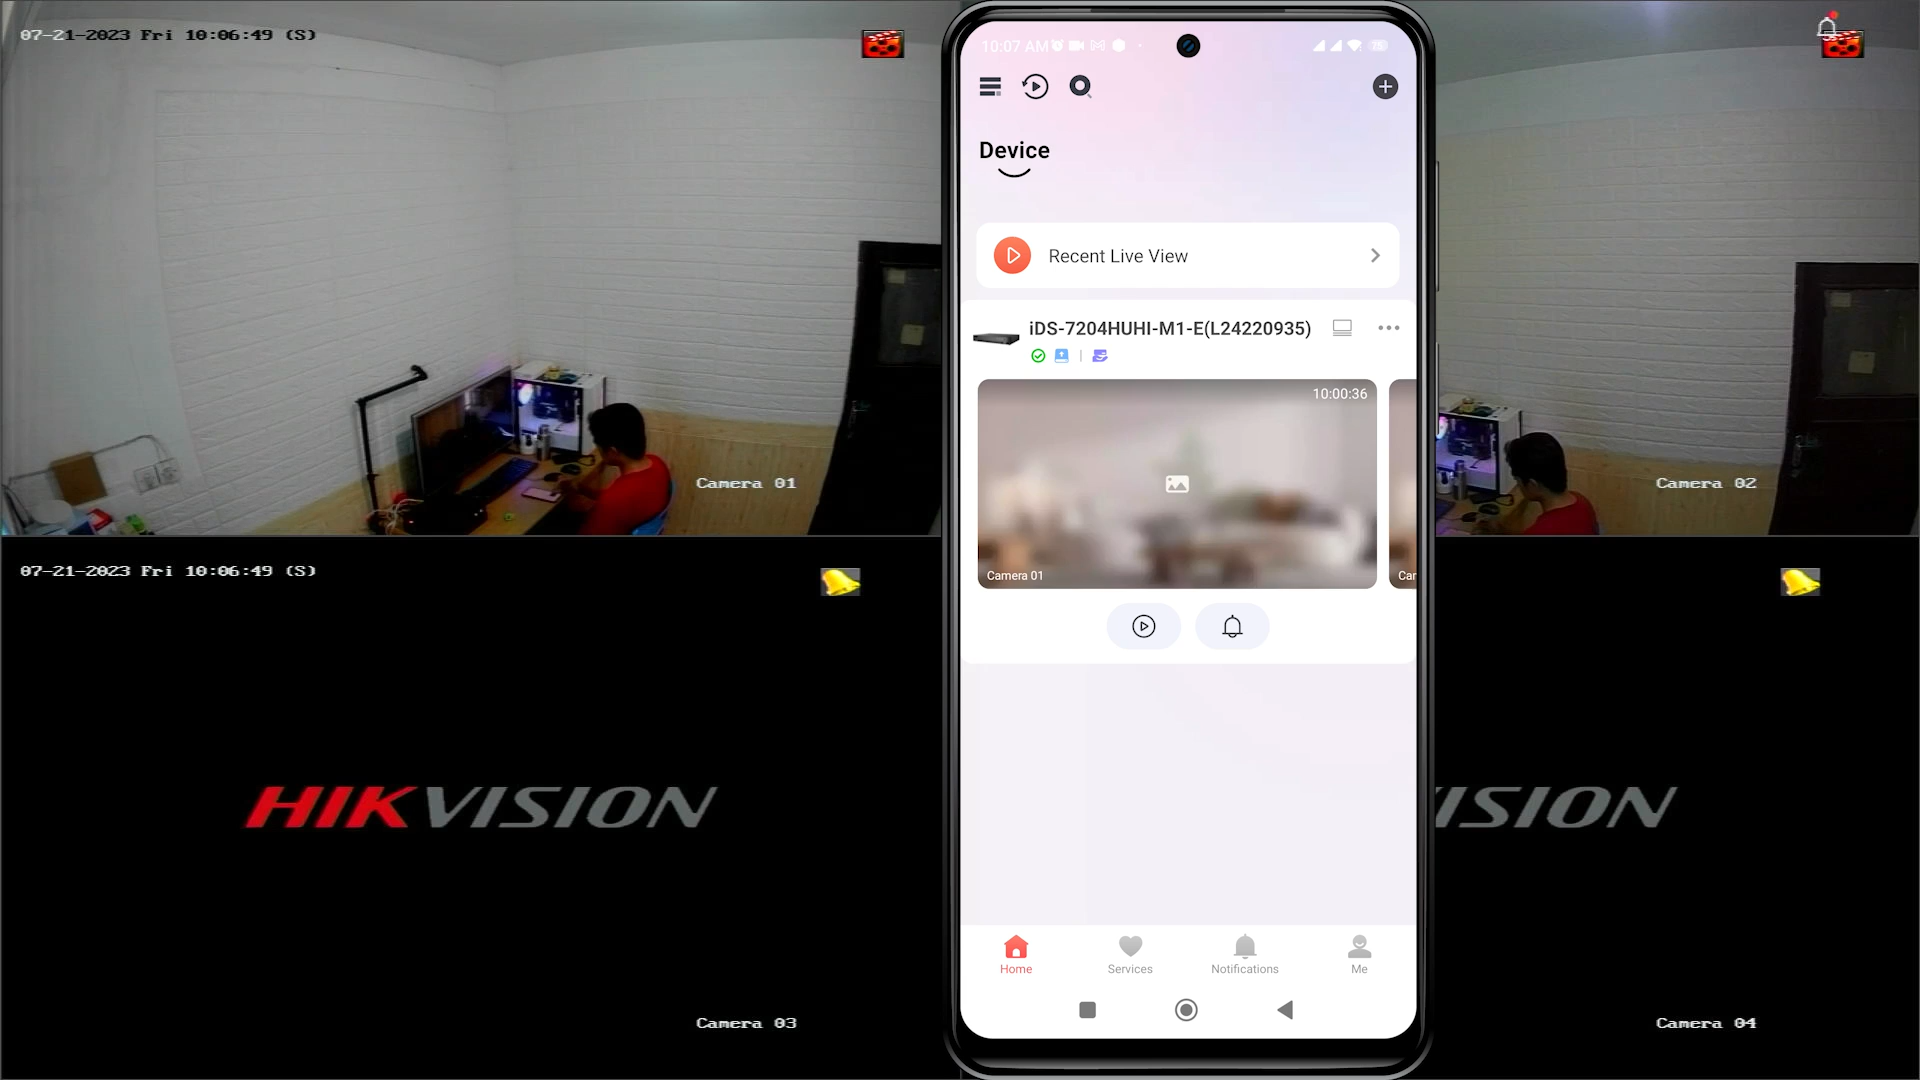 07-21-2023 Fri 10:06:49 (S)
Camera 01
Camera 02
07-21-2023 Fri 10:06:49 (S)
HIKVISION
Camera 03
VISION
Camera 04
10:07 AM
Device
Recent Live View
iDS-7204HUHI-M1-E(L24220935)
10:00:36
Camera 01
Car
Home
Services
Notifications
Me